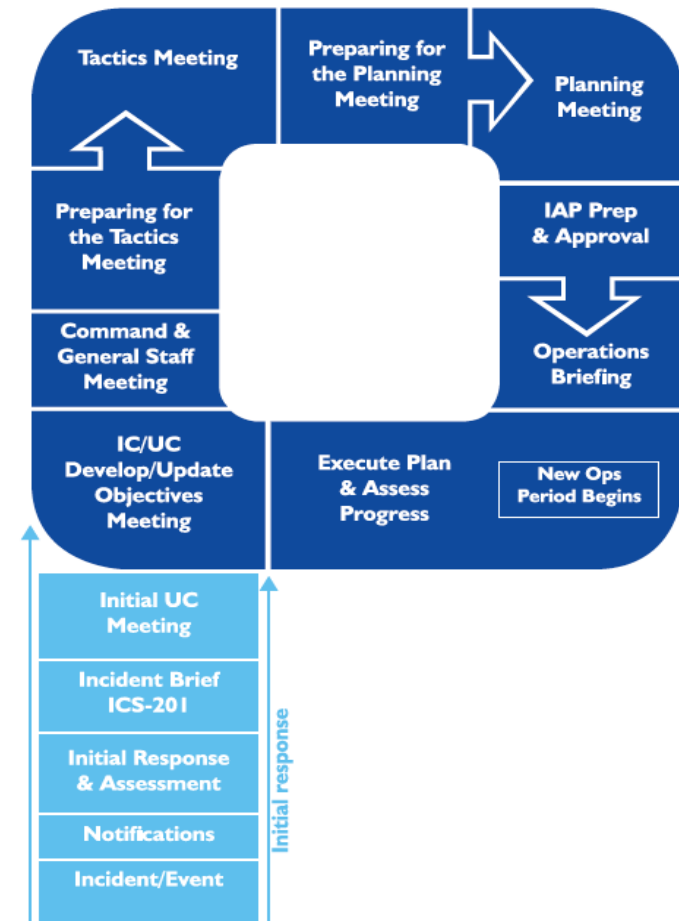 Tactics Meeting
Preparing for
the Planning
Meeting
Planning
Meeting
Preparing for
the Tactics
Meeting
IAP Prep
& Approval
Command &
General Staff
Meeting
Operations
Briefing
IC/UC
Develop/Update
Objectives
Meeting
Execute Plan
& Assess
Progress
New Ops
Period Begins
Initial UC
Meeting
Incident Brief
ICS-201
Initial Response
& Assessment
Notifications
Incident/Event
Initial response